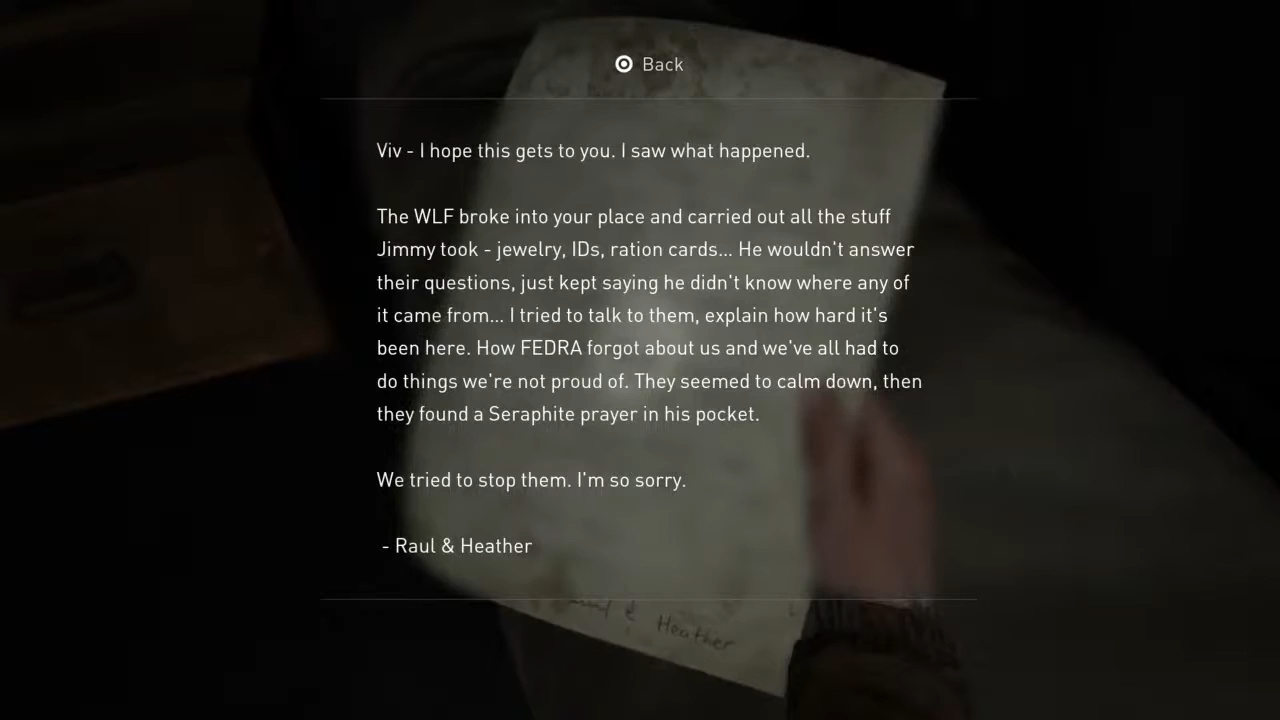 Back
Viv - I hope this gets to you. I saw what happened.
The WLF broke into your place and carried out all the stuff
Jimmy took - jewelry, IDs, ration cards... He wouldn't answer
their questions, just kept saying he didn't know where any of
it came from... I tried to talk to them, explain how hard it's
been here. How FEDRA forgot about us and we've all had to
do things we're not proud of. They seemed to calm down, then
they found a Seraphite prayer in his pocket.
We tried to stop them. I'm so sorry.
- Raul & Heather
& Heather